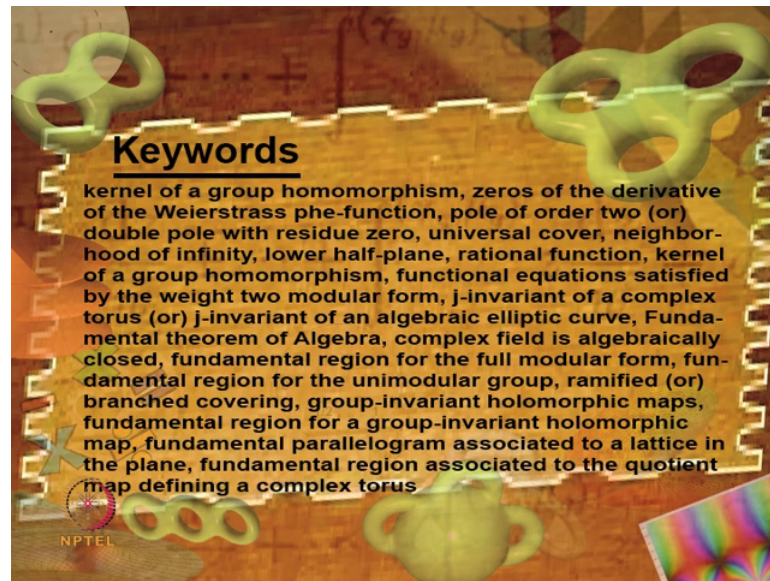 Keywords
kernel of a group homomorphism, zeros of the derivative
of the Weierstrass phe-function, pole of order two (or)
double pole with residue zero, universal cover, neighbor-
hood of infinity, lower half-plane, rational function, kernel
of a group homomorphism, functional equations satisfied
by the weight two modular form, j-invariant of a complex
torus (or) j-invariant of an algebraic elliptic curve, Funda-
mental theorem of Algebra, complex field is algebraically
closed, fundamental region for the full modular form, fun-
damental region for the unimodular group, ramified (or)
branched covering, group-invariant holomorphic maps,
fundamental region for a group-invariant holomorphic
map, fundamental parallelogram associated to a lattice in
the plane, fundamental region associated to the quotient
map defining a complex torus
NPTEL